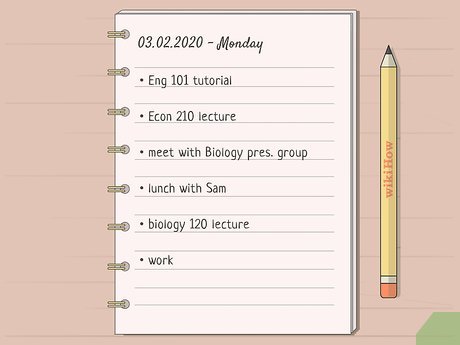 03.02.2020 - Monday
• Eng 101 tutorial
• Econ 210 lecture
• meet with Biology pres. group
• lunch with Sam
• biology 120 lecture
• work
wikiHow